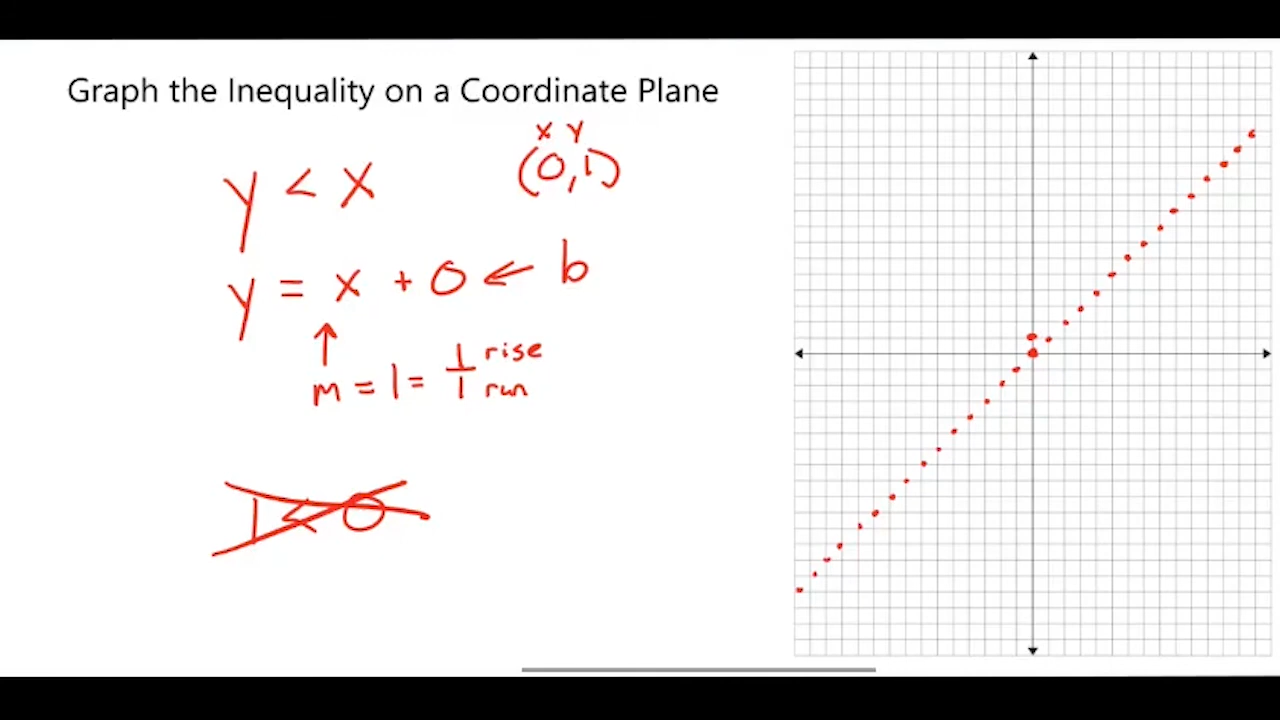 Graph the Inequality on a Coordinate Plane
x y
(0,1)
y < x
y = x + 0 ← b
↑
m = 1 = 1/1 rise run
1 < 0